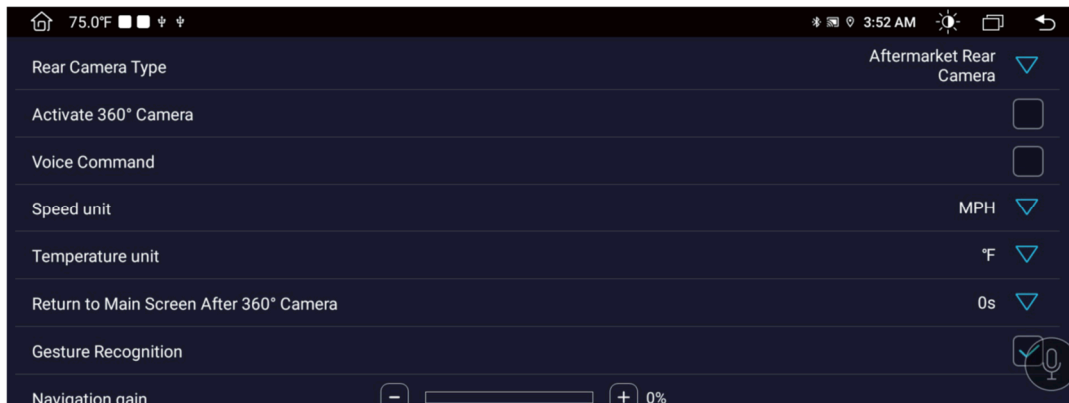 75.0°F
3:52 AM
Rear Camera Type
Aftermarket Rear
Camera
Activate 360° Camera
Voice Command
Speed unit
MPH
Temperature unit
°F
Return to Main Screen After 360° Camera
0s
Gesture Recognition
Navigation gain
- + 0%